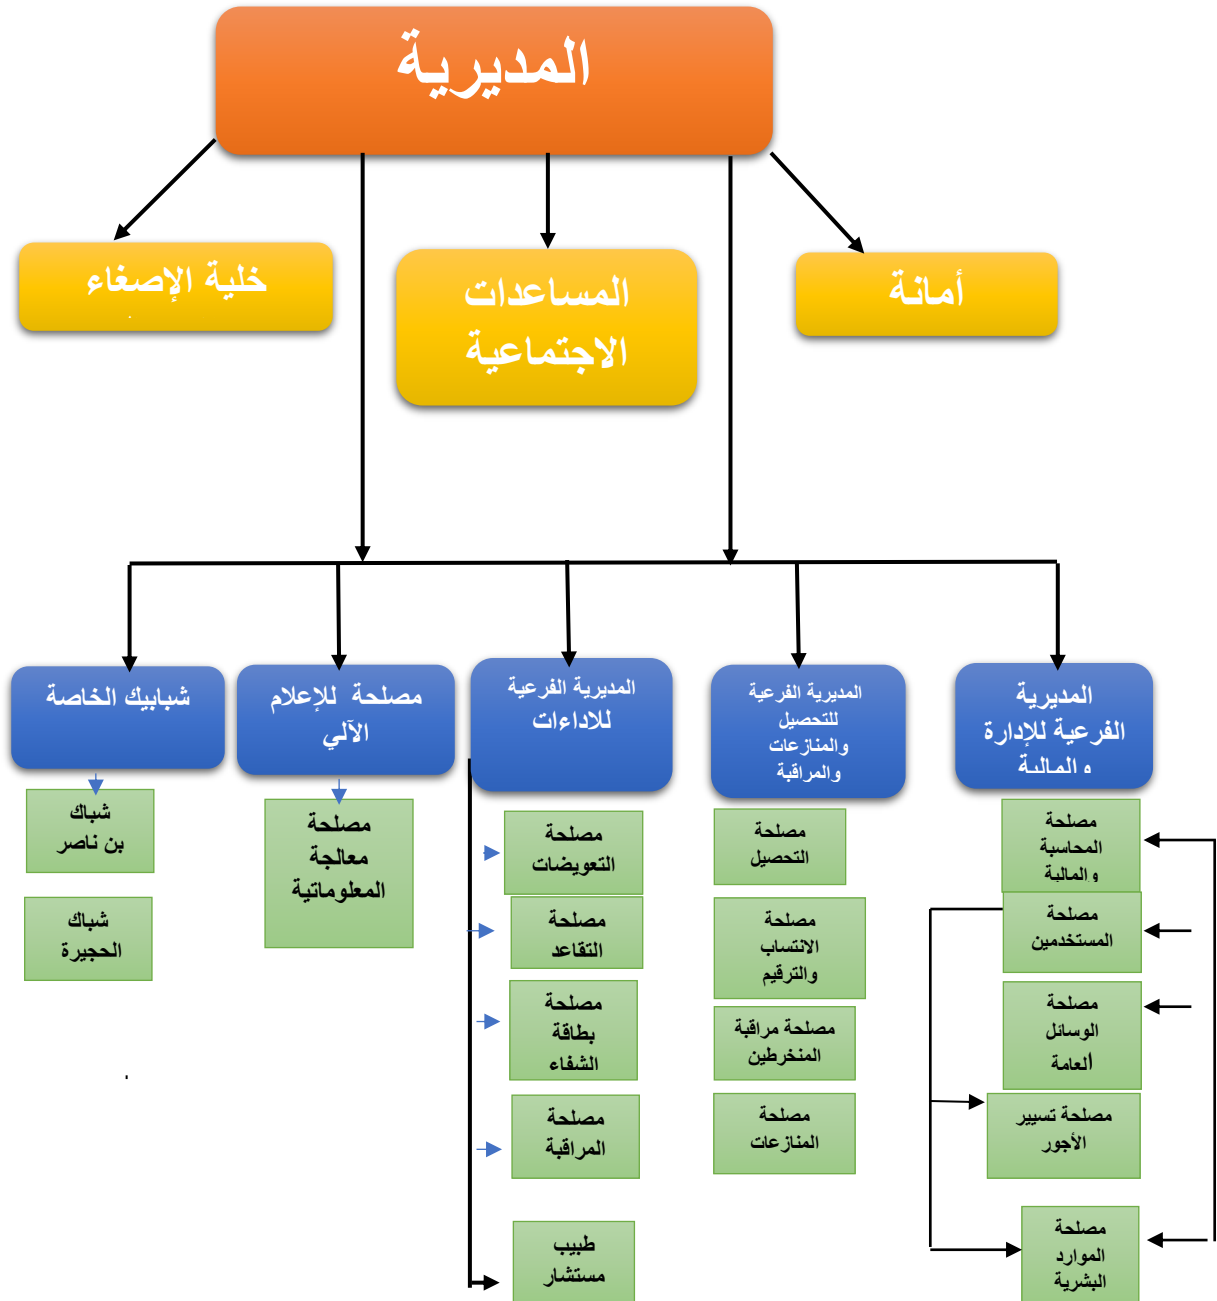 المديرية
أمانة
المساعدات
الاجتماعية
خلية الإصغاء
المديرية
الفرعية للإدارة
والمالية
المديرية الفرعية
للتحصيل
والمنازعات
والمراقبة
المديرية الفرعية
للاداءات
مصلحة للإعلام
الآلي
شبابيك الخاصة
مصلحة
المحاسبة
والمالية
مصلحة
المستخدمين
مصلحة
الوسائل
ألعامة
مصلحة تسيير
الأجور
مصلحة
الموارد
البشرية
مصلحة
التحصيل
مصلحة
الانتساب
والترقيم
مصلحة مراقبة
المنخرطين
مصلحة
المنازعات
مصلحة
التعويضات
مصلحة
التقاعد
مصلحة
بطاقة
الشفاء
مصلحة
المراقبة
طبيب
مستشار
مصلحة
معالجة
المعلوماتية
شباك
بن ناصر
شباك
الحجيرة